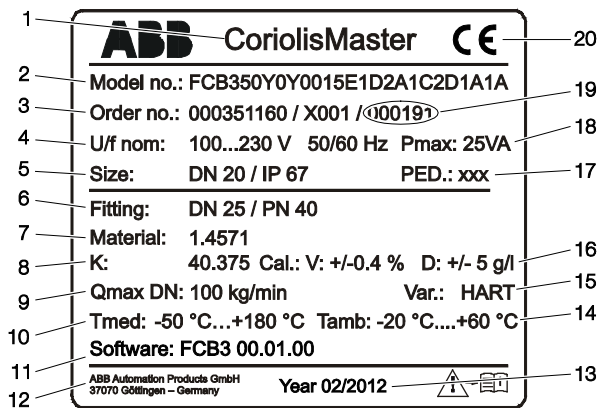 1 ABB CoriolisMaster CE 20
2 Model no.: FCB350Y0Y0015E1D2A1C2D1A1A
3 Order no.: 000351160 / X001 / 000191 19
4 U/f nom: 100...230 V 50/60 Hz Pmax: 25VA 18
5 Size: DN 20 / IP 67 PED.: xxx 17
6 Fitting: DN 25 / PN 40
7 Material: 1.4571
8 K: 40.375 Cal.: V: +/-0.4 % D: +/- 5 g/l 16
9 Qmax DN: 100 kg/min Var.: HART 15
10 Tmed: -50 °C...+180 °C Tamb: -20 °C....+60 °C 14
11 Software: FCB3 00.01.00
12 ABB Automation Products GmbH
37070 Göttingen – Germany Year 02/2012 13